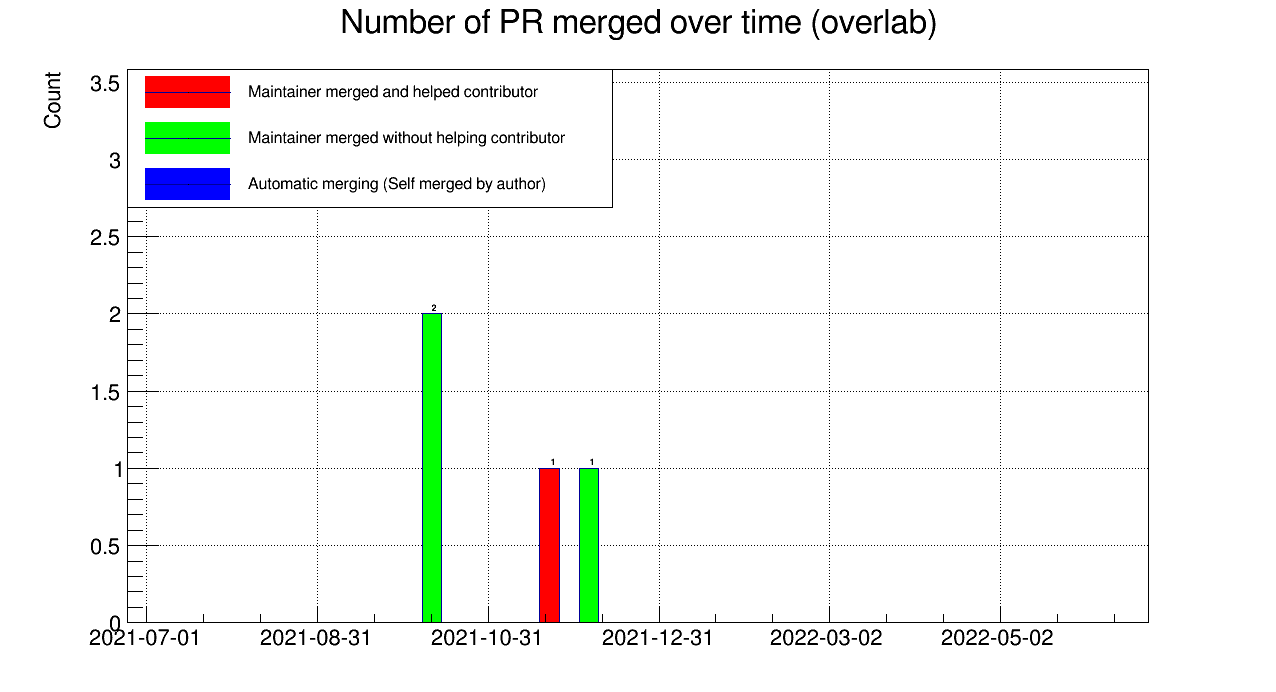 Number of PR merged over time (overlab)
Count
3.5
3
2.5
2
1.5
1
0.5
0
Maintainer merged and helped contributor
Maintainer merged without helping contributor
Automatic merging (Self merged by author)
2
1
1
2021-07-01 2021-08-31 2021-10-31 2021-12-31 2022-03-02 2022-05-02